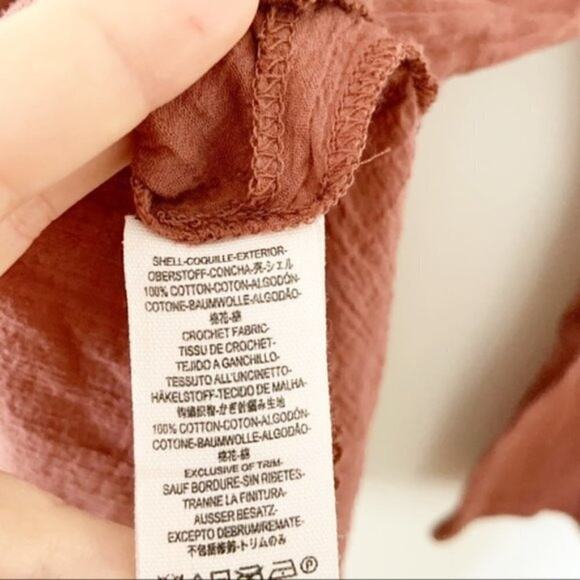 SHELL-COQUILLE-EXTERIOR-
OBERSTOFF-CONCHA-壳-シェル
100% COTTON-COTON-ALGODÓN-
COTONE-BAUMWOLLE-ALGODÃO-
棉花-綿
CROCHET FABRIC-
TISSU DE CROCHET-
TEJIDO A GANCHILLO-
TESSUTO ALL'UNCINETTO-
HÄKELSTOFF-TECIDO DE MALHA-
钩编织物-かぎ針編み生地
100% COTTON-COTON-ALGODÓN-
COTONE-BAUMWOLLE-ALGODÃO-
棉花-綿
EXCLUSIVE OF TRIM-
SAUF BORDURE-SIN RIBETES-
TRANNE LA FINITURA-
AUSSER BESATZ-
EXCEPTO DEBRUM/REMATE-
不包括修剪-トリムのみ
P